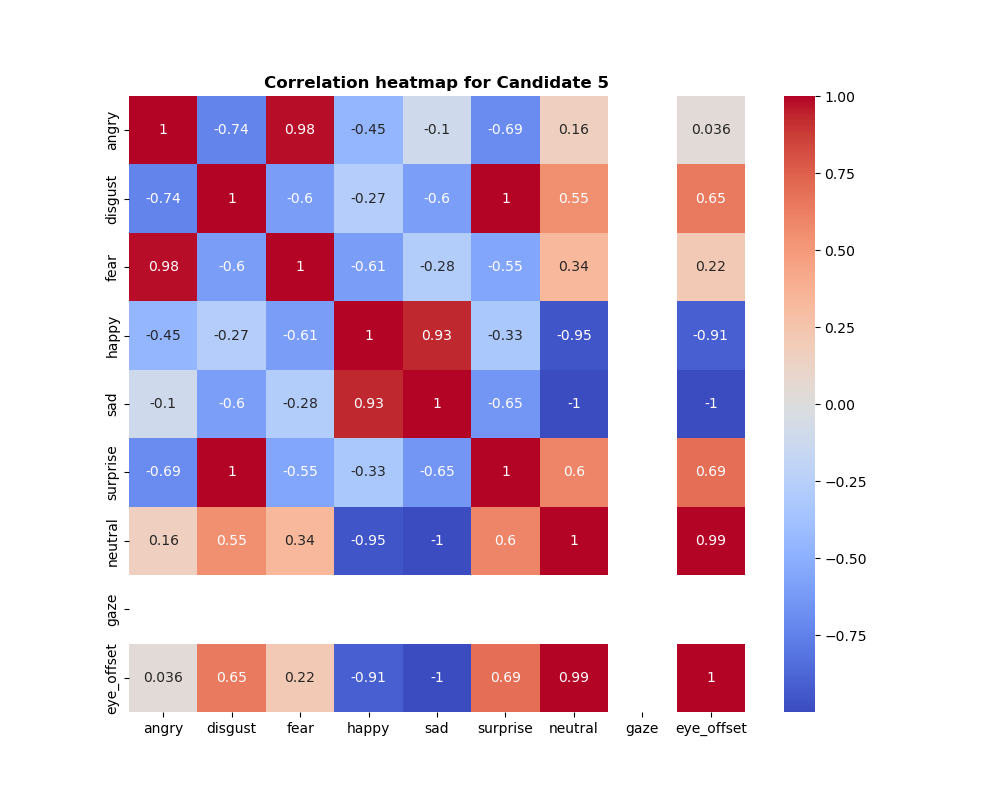 Correlation heatmap for Candidate 5
angry 1 -0.74 0.98 -0.45 -0.1 -0.69 0.16 0.036
disgust -0.74 1 -0.6 -0.27 -0.6 1 0.55 0.65
fear 0.98 -0.6 1 -0.61 -0.28 -0.55 0.34 0.22
happy -0.45 -0.27 -0.61 1 0.93 -0.33 -0.95 -0.91
sad -0.1 -0.6 -0.28 0.93 1 -0.65 -1 -1
surprise -0.69 1 -0.55 -0.33 -0.65 1 0.6 0.69
neutral 0.16 0.55 0.34 -0.95 -1 0.6 1 0.99
gaze
eye_offset 0.036 0.65 0.22 -0.91 -1 0.69 0.99 1
angry disgust fear happy sad surprise neutral gaze eye_offset
1.00
0.75
0.50
0.25
0.00
−0.25
−0.50
−0.75